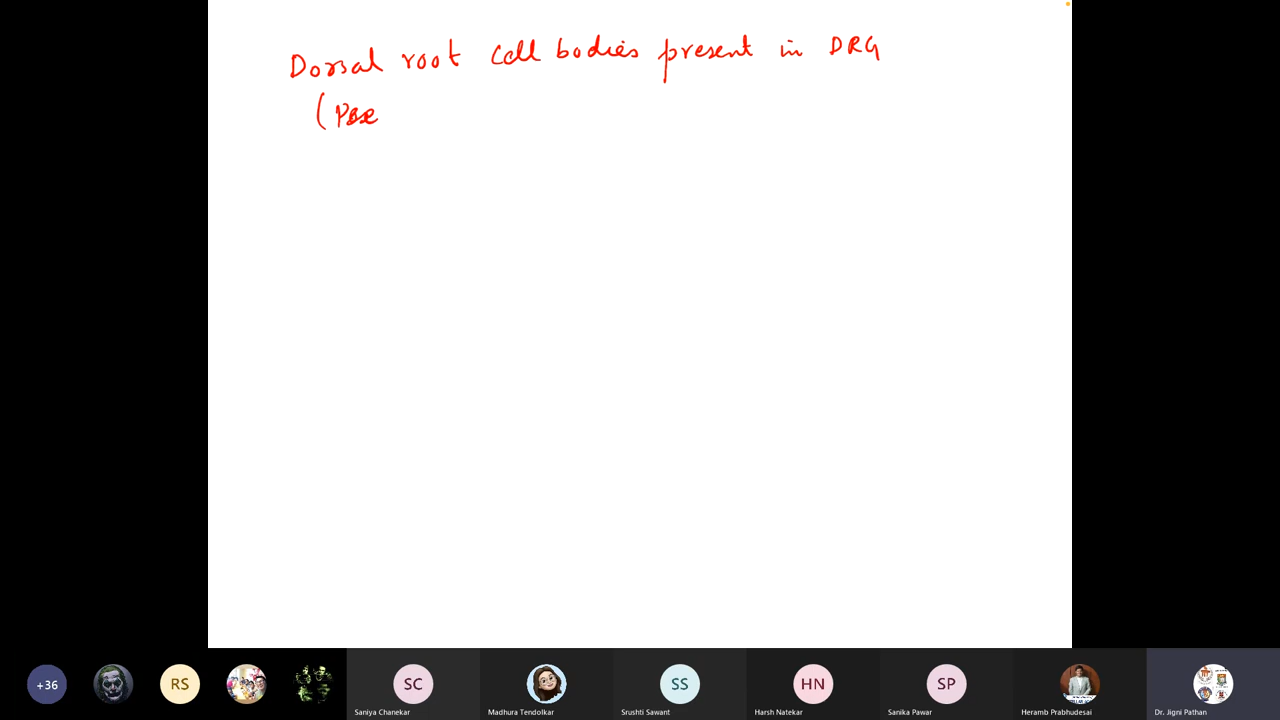 Dorsal root cell bodies present in DRG
+36
RS
SC
SS
HN
SP
Saniya Chanekar
Madhura Tendolkar
Srushti Sawant
Harsh Natekar
Sanika Pawar
Heramb Prabhudesai
Dr. Jigni Pathan